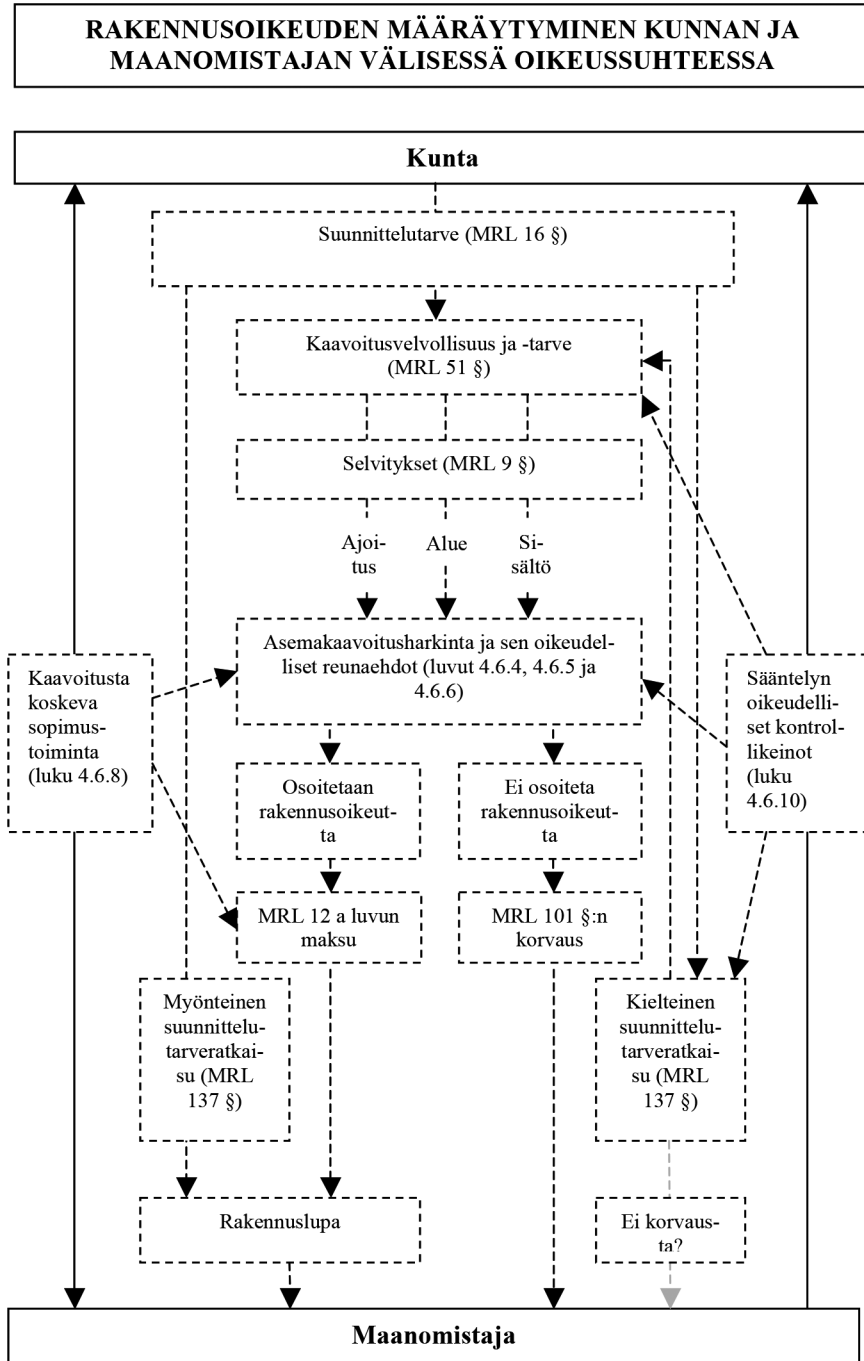 RAKENNUSOIKEUDEN MÄÄRÄYTYMINEN KUNNAN JA
MAANOMISTAJAN VÄLISESSÄ OIKEUSSUHTEESSA
Kunta
Suunnittelutarve (MRL 16 §)
Kaavoitusvelvollisuus ja -tarve
(MRL 51 §)
Selvitykset (MRL 9 §)
Ajoi-
tus
Alue
Si-
sältö
Kaavoitusta
koskeva
sopimus-
toiminta
(luku 4.6.8)
Asemakaavoitusharkinta ja sen oikeudel-
liset reunaehdot (luvut 4.6.4, 4.6.5 ja
4.6.6)
Sääntelyn
oikeudelli-
set kontrol-
likeinot
(luku
4.6.10)
Osoitetaan
rakennusoikeut-
ta
Ei osoiteta
rakennusoikeut-
ta
MRL 12 a luvun
maksu
MRL 101 §:n
korvaus
Myönteinen
suunnittelu-
tarveratkai-
su (MRL
137 §)
Kielteinen
suunnittelu-
tarveratkai-
su (MRL
137 §)
Rakennuslupa
Ei korvaus-
ta?
Maanomistaja